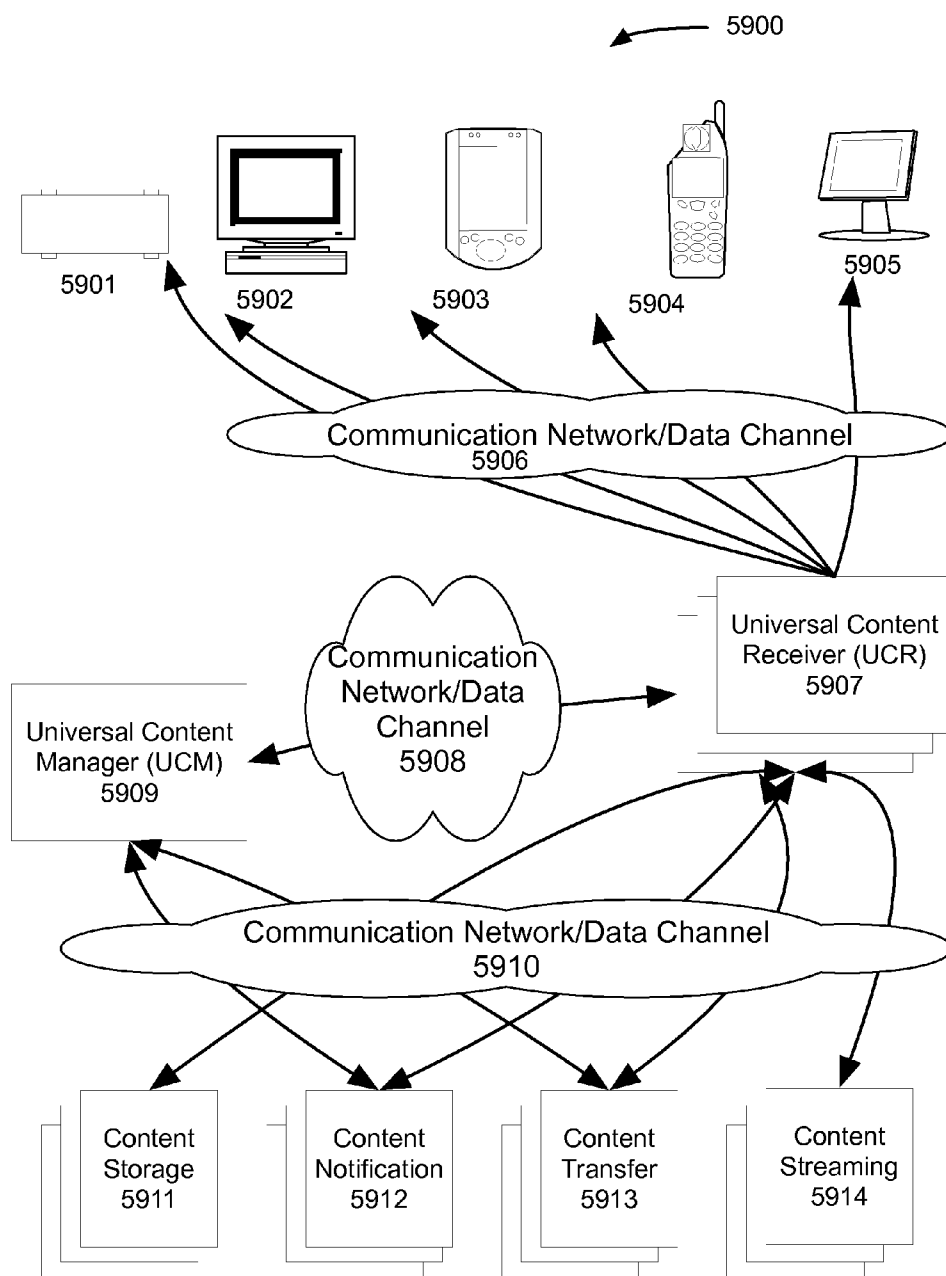 5900
5901
5902
5903
5904
5905
Communication Network/Data Channel
5906
Universal Content
Receiver (UCR)
5907
Communication
Network/Data
Channel
5908
Universal Content
Manager (UCM)
5909
Communication Network/Data Channel
5910
Content
Storage
5911
Content
Notification
5912
Content
Transfer
5913
Content
Streaming
5914